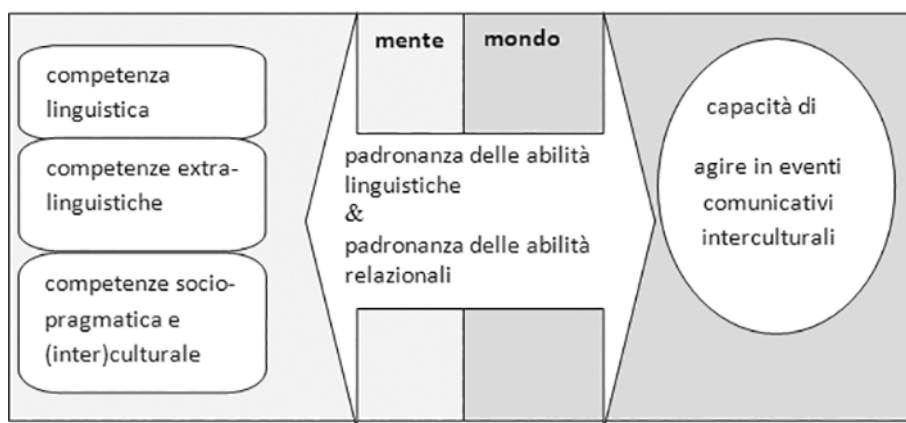 mente mondo
competenza
linguistica
competenze extra-
linguistiche
competenze socio-
pragmatica e
(inter)culturale
padronanza delle abilità
linguistiche
&
padronanza delle abilità
relazionali
capacità di
agire in eventi
comunicativi
interculturali